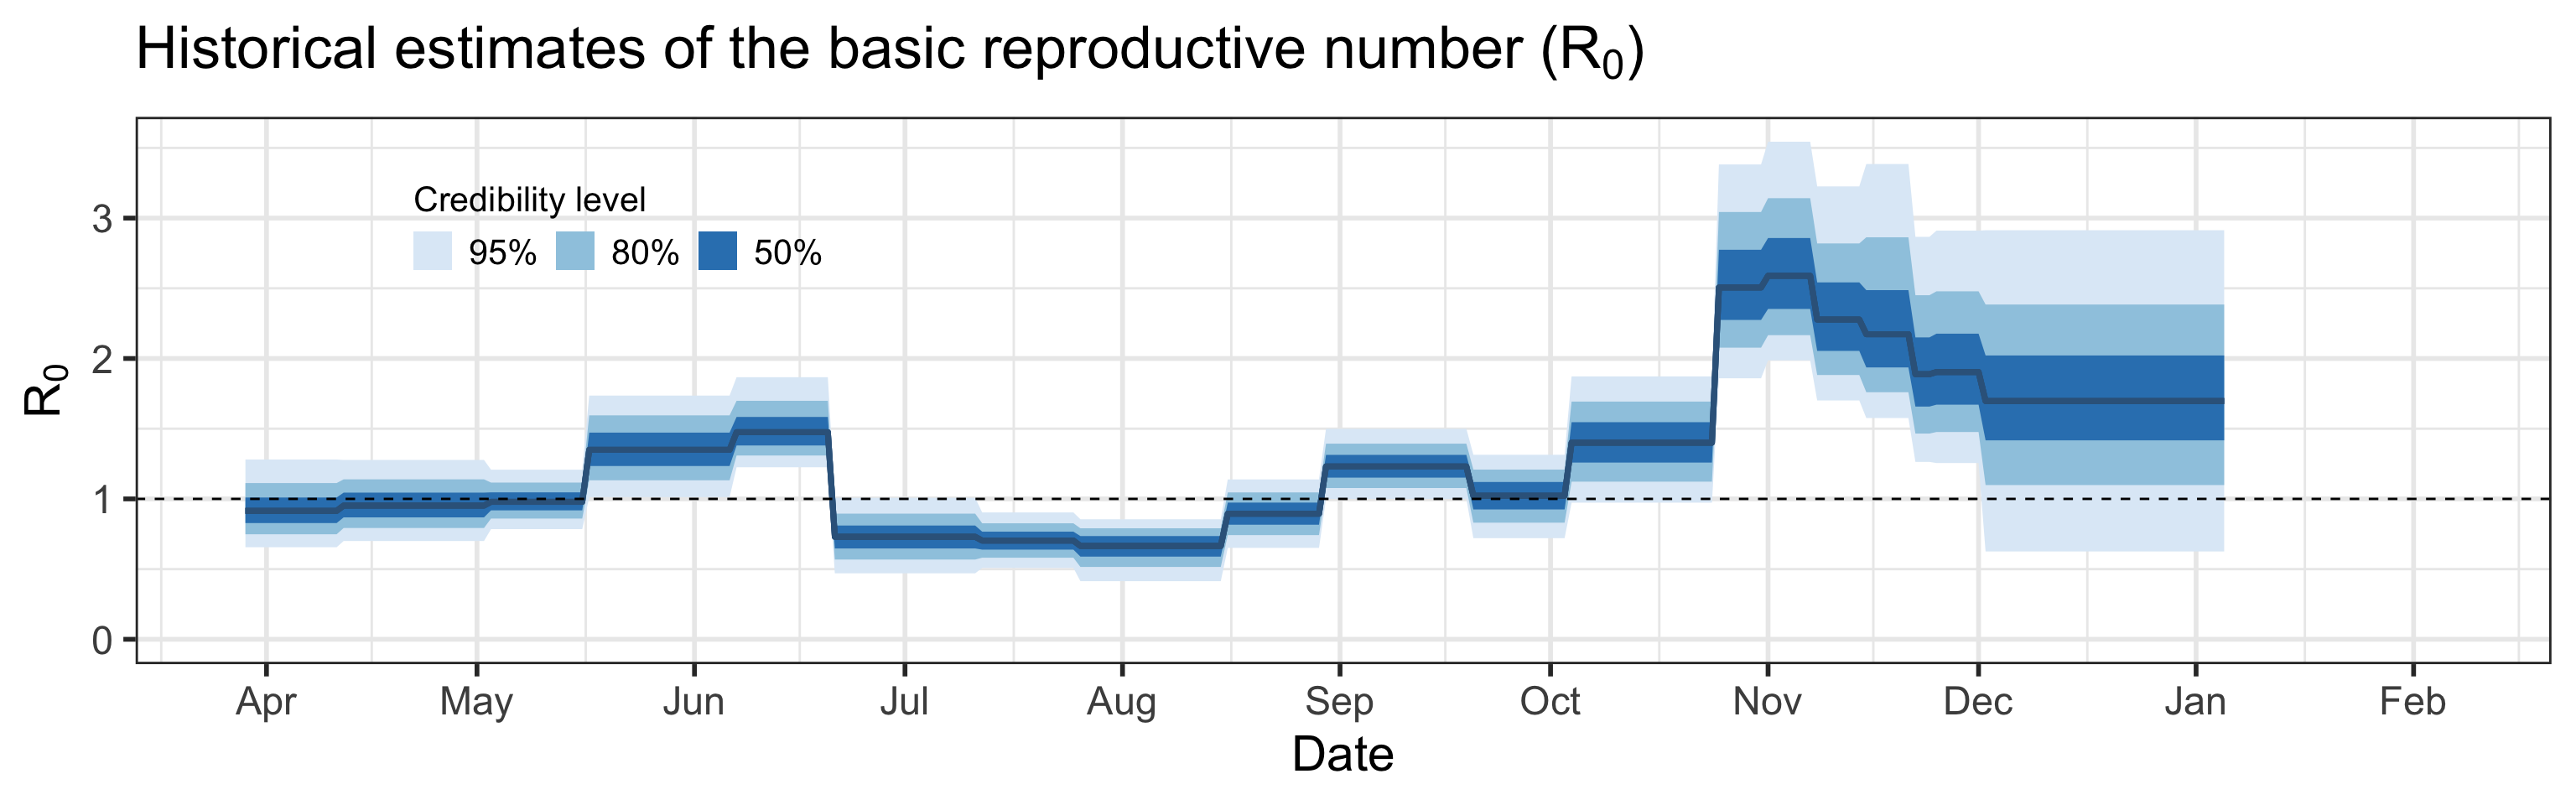 Historical estimates of the basic reproductive number (R₀)
Credibility level
95% 80% 50%
R₀
3
2
1
0
Apr May Jun Jul Aug Sep Oct Nov Dec Jan Feb
Date